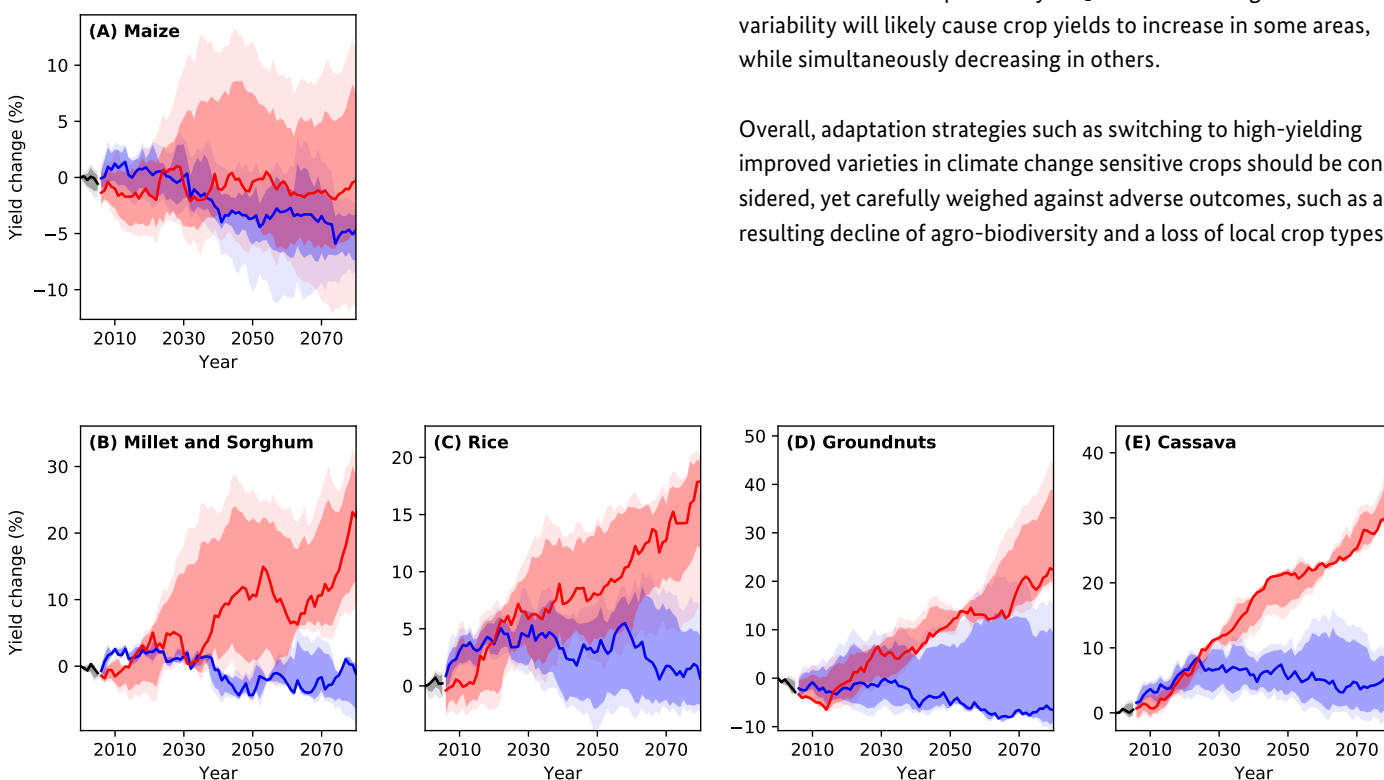 (A) Maize
10
5
0
−5
−10
Yield change (%)
2010 2030 2050 2070
Year
variability will likely cause crop yields to increase in some areas,
while simultaneously decreasing in others.
Overall, adaptation strategies such as switching to high-yielding
improved varieties in climate change sensitive crops should be con
sidered, yet carefully weighed against adverse outcomes, such as a
resulting decline of agro-biodiversity and a loss of local crop types
(B) Millet and Sorghum
30
20
10
0
Yield change (%)
2010 2030 2050 2070
Year
(C) Rice
20
15
10
5
0
2010 2030 2050 2070
Year
(D) Groundnuts
50
40
30
20
10
0
−10
2010 2030 2050 2070
Year
(E) Cassava
40
30
20
10
0
2010 2030 2050 2070
Year